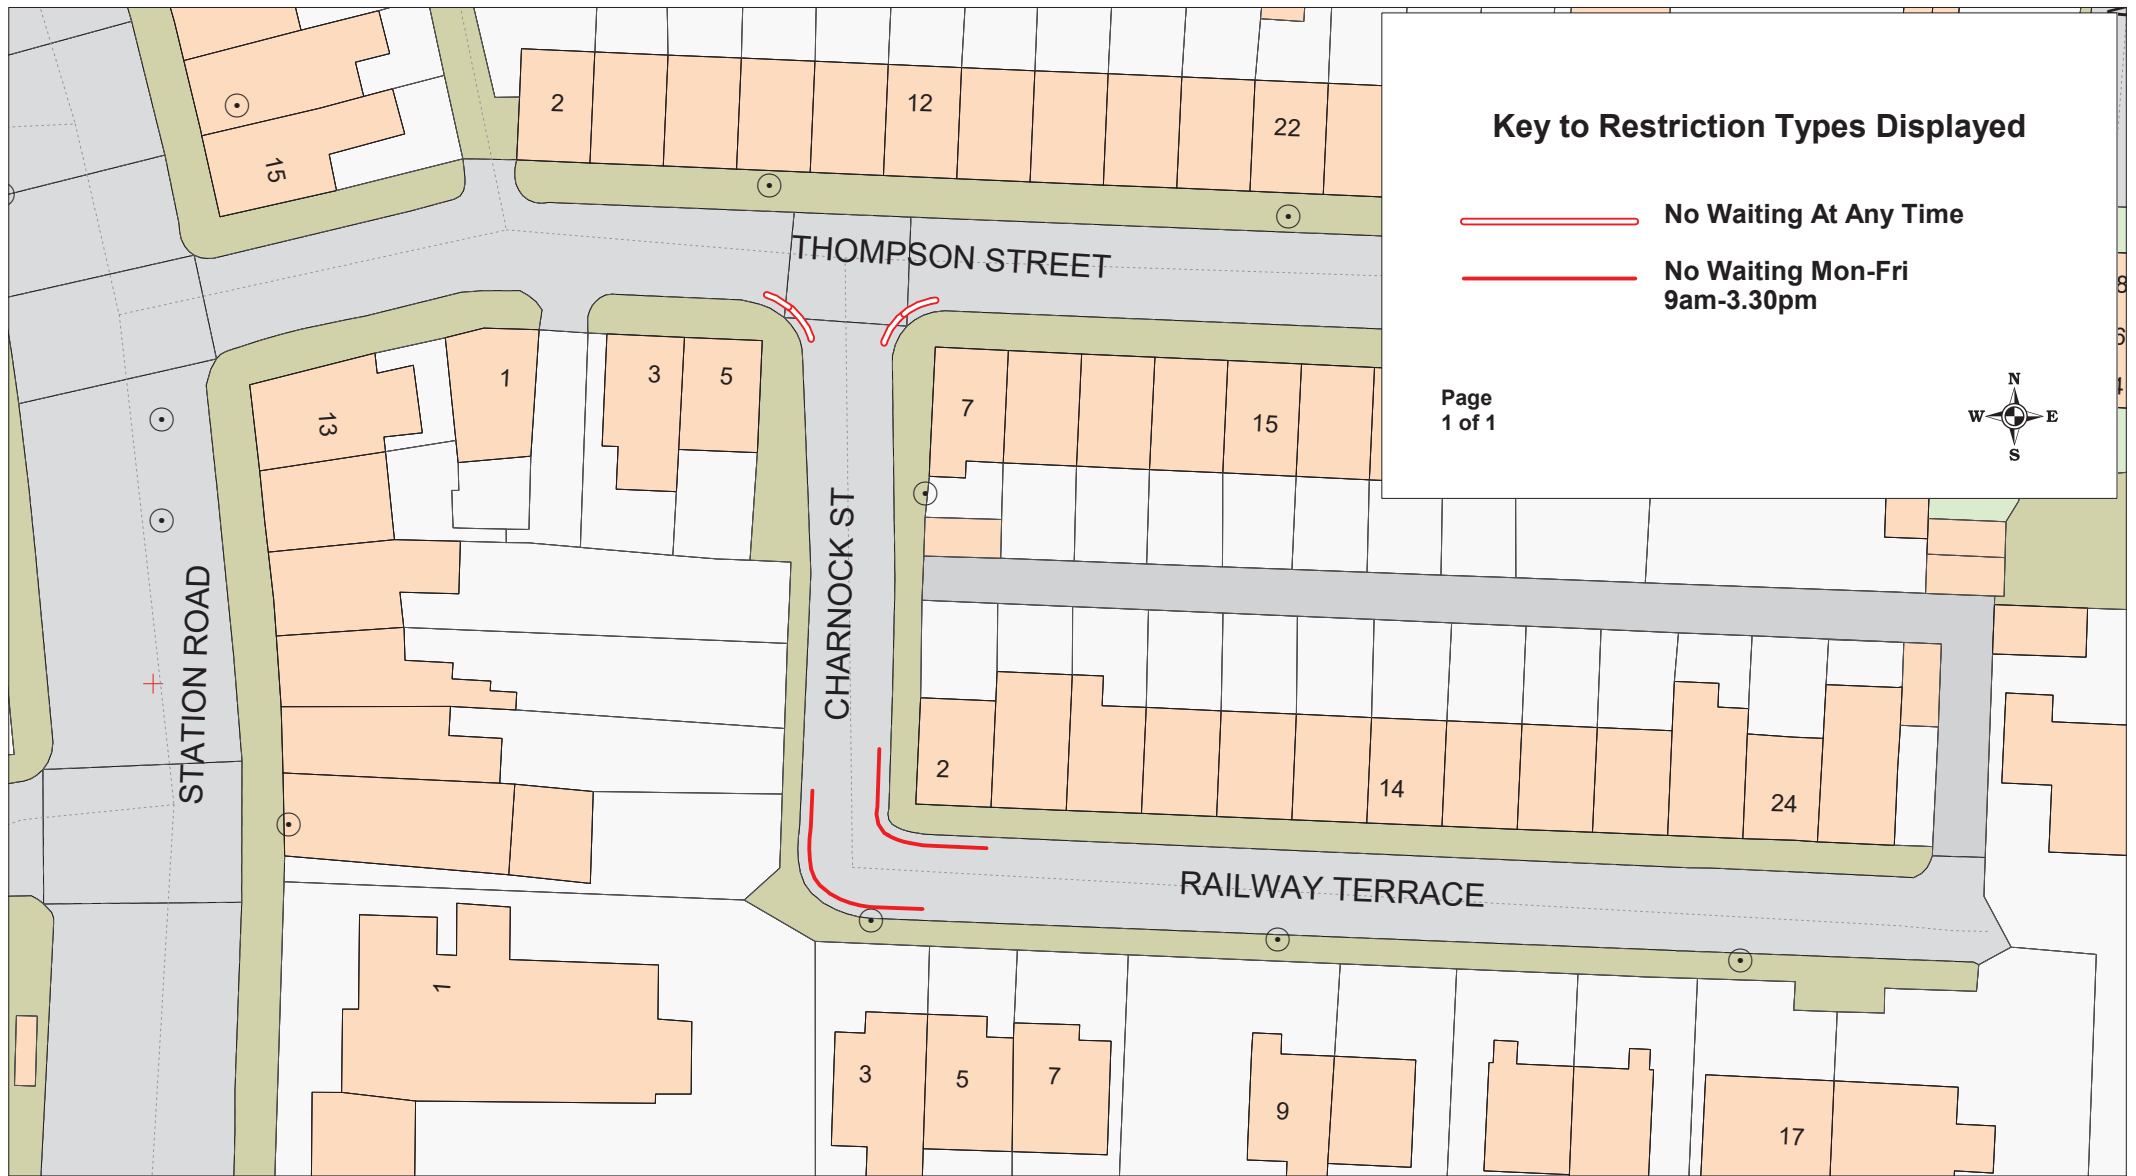 2
12
22
15
Key to Restriction Types Displayed
No Waiting At Any Time
No Waiting Mon-Fri
9am-3.30pm
Page
1 of 1
N
W
E
S
THOMPSON STREET
1
3
5
13
7
15
CHARNOCK ST
STATION ROAD
2
14
24
RAILWAY TERRACE
1
3
5
7
9
17